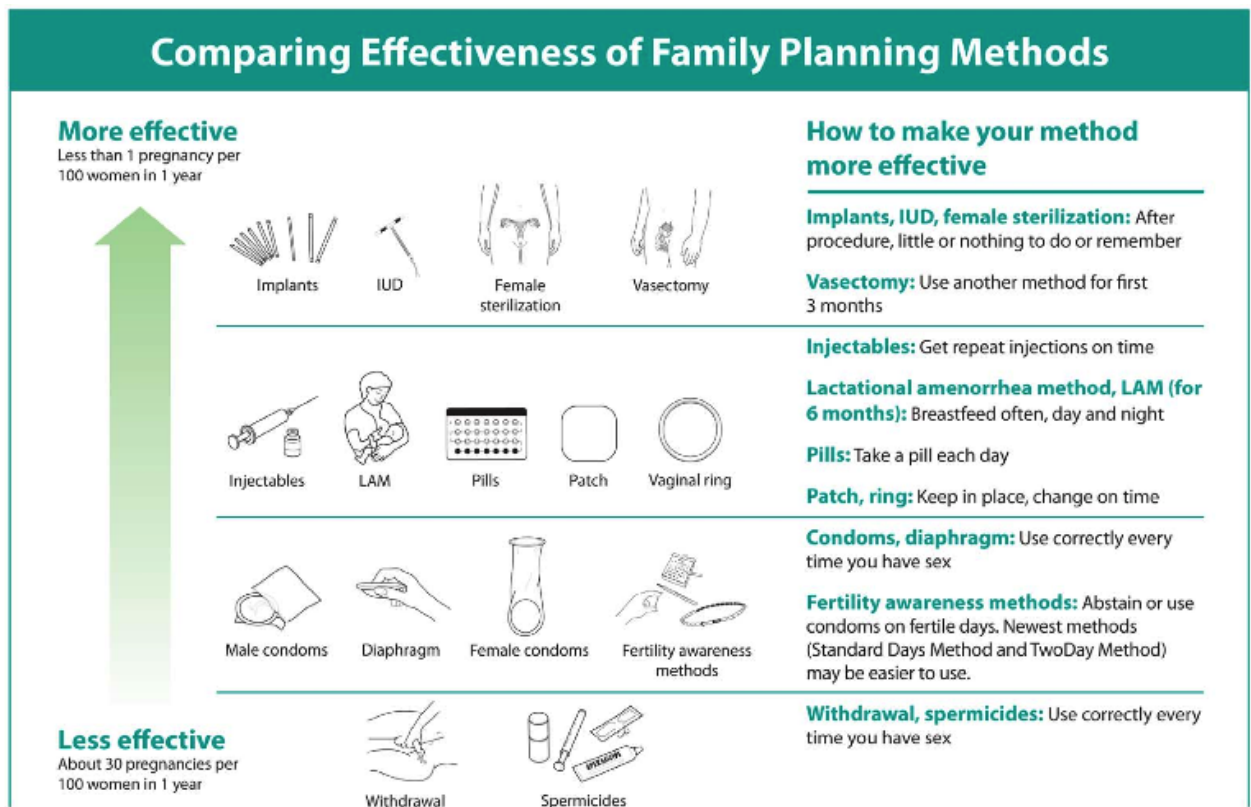 Comparing Effectiveness of Family Planning Methods
More effective
Less than 1 pregnancy per
100 women in 1 year
Implants
IUD
Female
sterilization
Vasectomy
How to make your method
more effective
Implants, IUD, female sterilization: After
procedure, little or nothing to do or remember
Vasectomy: Use another method for first
3 months
Injectables
LAM
Pills
Patch
Vaginal ring
Injectables: Get repeat injections on time
Lactational amenorrhea method, LAM (for
6 months): Breastfeed often, day and night
Pills: Take a pill each day
Patch, ring: Keep in place, change on time
Male condoms
Diaphragm
Female condoms
Fertility awareness
methods
Condoms, diaphragm: Use correctly every
time you have sex
Fertility awareness methods: Abstain or use
condoms on fertile days. Newest methods
(Standard Days Method and TwoDay Method)
may be easier to use.
Less effective
About 30 pregnancies per
100 women in 1 year
Withdrawal
Spermicides
Withdrawal, spermicides: Use correctly every
time you have sex